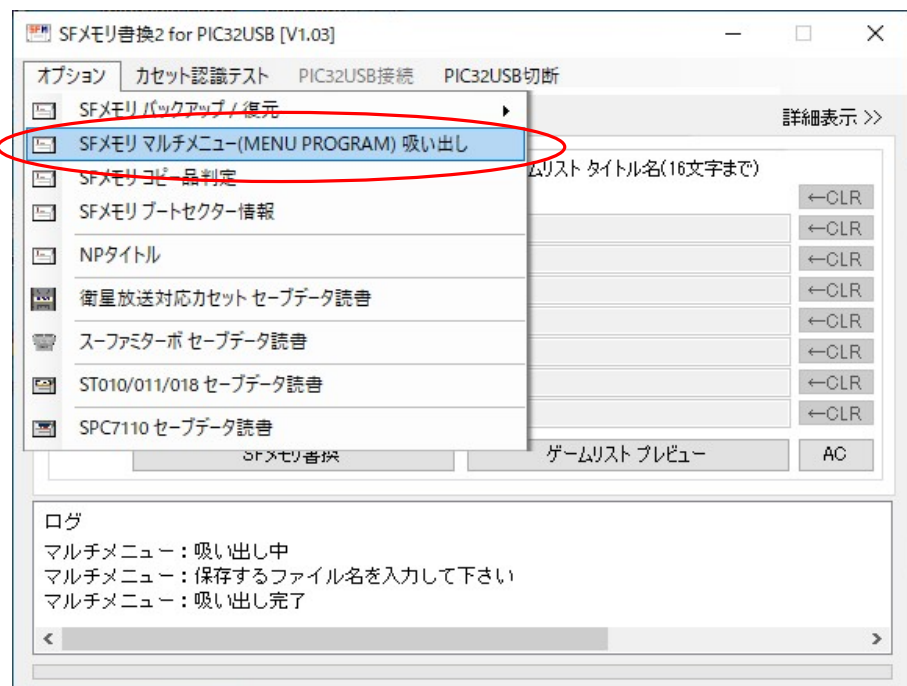 SFメモリ書換2 for PIC32USB [V1.03]
オプション カセット認識テスト PIC32USB接続 PIC32USB切断
SFメモリ バックアップ / 復元
詳細表示 >>
SFメモリ マルチメニュー(MENU PROGRAM) 吸い出し
ムリスト タイトル名(16文字まで)
SFメモリ コピー品判定
←CLR
SFメモリ ブートセクター情報
←CLR
NPタイトル
←CLR
衛星放送対応カセット セーブデータ読書
←CLR
←CLR
スーファミターボ セーブデータ読書
←CLR
ST010/011/018 セーブデータ読書
←CLR
←CLR
SPC7110 セーブデータ読書
SFメモリ書換 ゲームリスト プレビュー AC
ログ
マルチメニュー：吸い出し中
マルチメニュー：保存するファイル名を入力して下さい
マルチメニュー：吸い出し完了